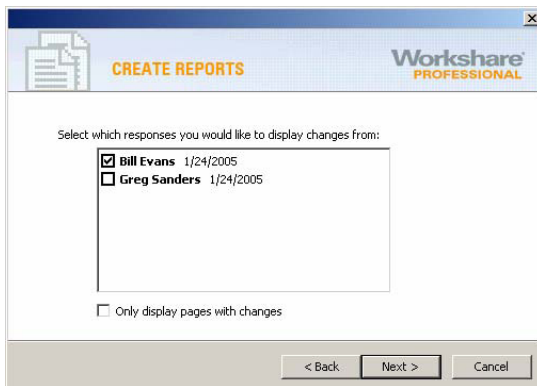 CREATE REPORTS
Workshare
PROFESSIONAL
Select which responses you would like to display changes from:
Bill Evans 1/24/2005
Greg Sanders 1/24/2005
Only display pages with changes
< Back Next > Cancel